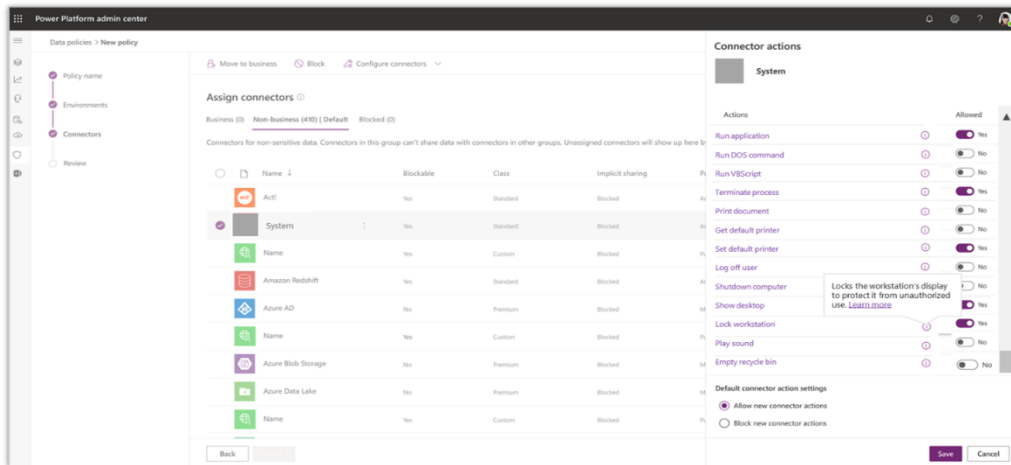 Power Platform admin center
Data policies > New policy
Policy name
Environments
Connectors
Review
Move to business
Block
Configure connectors
Assign connectors
Business (0)
Non-business (410) | Default
Blocked (0)
Connectors for non-sensitive data. Connectors in this group can't share data with connectors in other groups. Unassigned connectors will show up here by
Name ↓ Blockable Class Implicit sharing
ACT! Act! Yes Standard Blocked
System Yes Standard Blocked
Name Yes Custom Blocked
Amazon Redshift Yes Standard Blocked
Azure AD No Premium Blocked
Name Yes Custom Blocked
Azure Blob Storage No Premium Blocked
Azure Data Lake No Premium Blocked
Name Yes Custom Blocked
Back
Connector actions
System
Actions Allowed
Run application Yes
Run DOS command No
Run VBScript No
Terminate process Yes
Print document No
Get default printer No
Set default printer Yes
Log off user No
Shutdown computer No
Show desktop Yes
Locks the workstation's display
to protect it from unauthorized
use. Learn more
Lock workstation Yes
Play sound No
Empty recycle bin No
Default connector action settings
Allow new connector actions
Block new connector actions
Save
Cancel